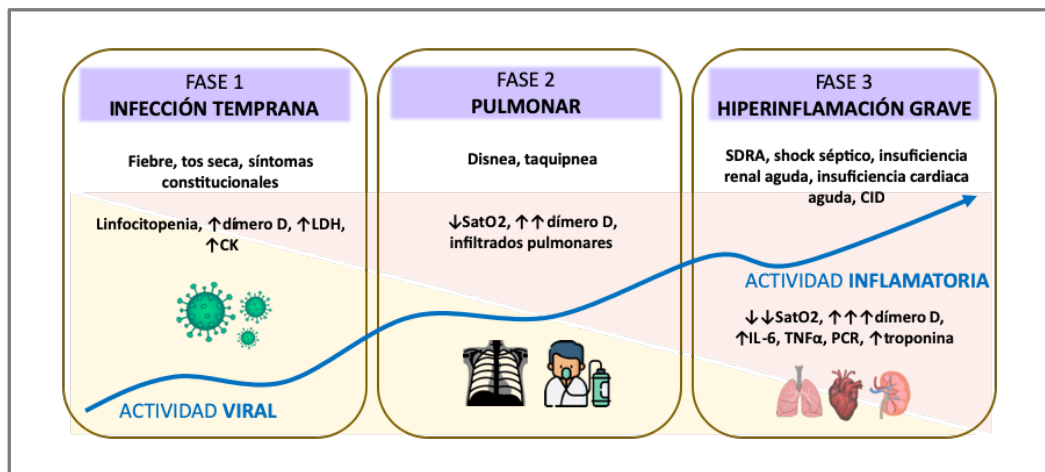 FASE 1
INFECCIÓN TEMPRANA
Fiebre, tos seca, síntomas
constitucionales
Linfocitopenia, ↑dímero D, ↑LDH,
↑CK
ACTIVIDAD VIRAL
FASE 2
PULMONAR
Disnea, taquipnea
↓SatO2, ↑↑dímero D,
infiltrados pulmonares
FASE 3
HIPERINFLAMACIÓN GRAVE
SDRA, shock séptico, insuficiencia
renal aguda, insuficiencia cardiaca
aguda, CID
ACTIVIDAD INFLAMATORIA
↓↓SatO2, ↑↑↑dímero D,
↑IL-6, TNFα, PCR, ↑troponina